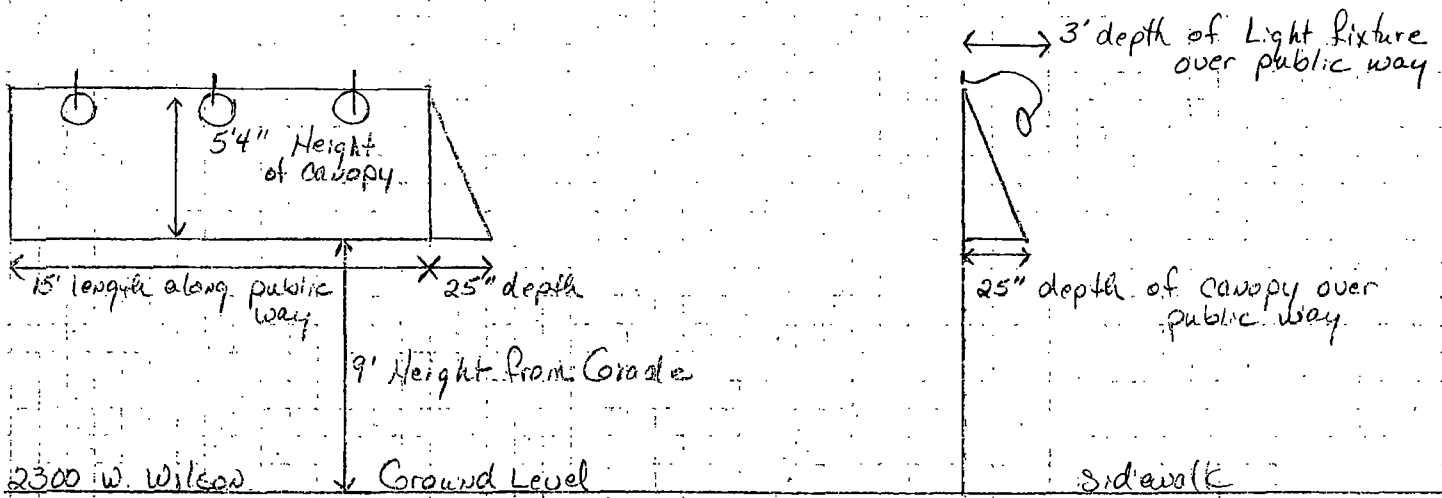 3' depth of Light fixture
over public way
5'4" Height
of canopy
15' length along public
way
25" depth
25" depth of canopy over
public way
9' Height from Grade
2300 W. Wilson
Ground Level
sidewalk